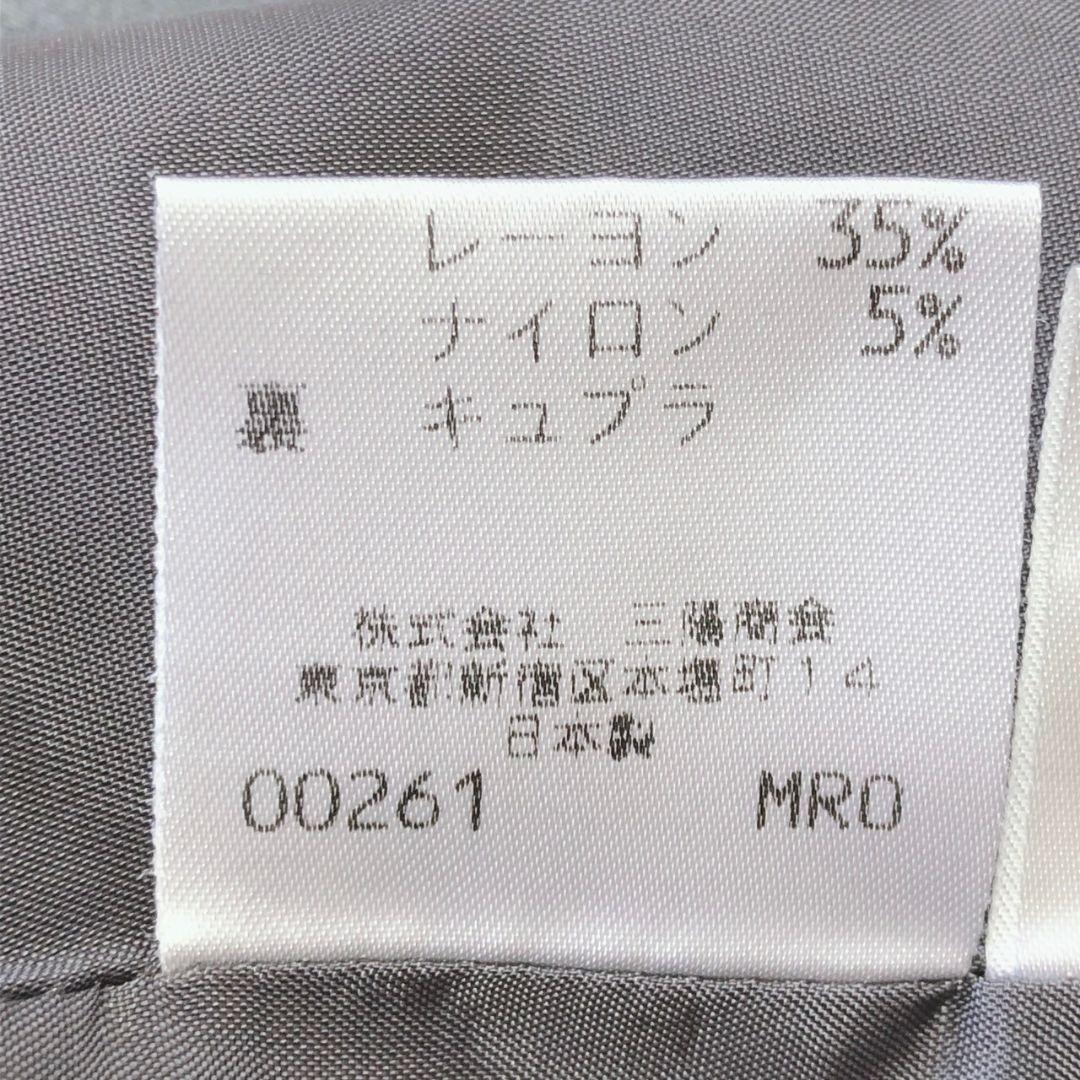 レーヨン 35%
ナイロン 5%
裏 キュプラ
株式会社 三陽商会
東京都新宿区本塩町14
日本製
00261 MRO